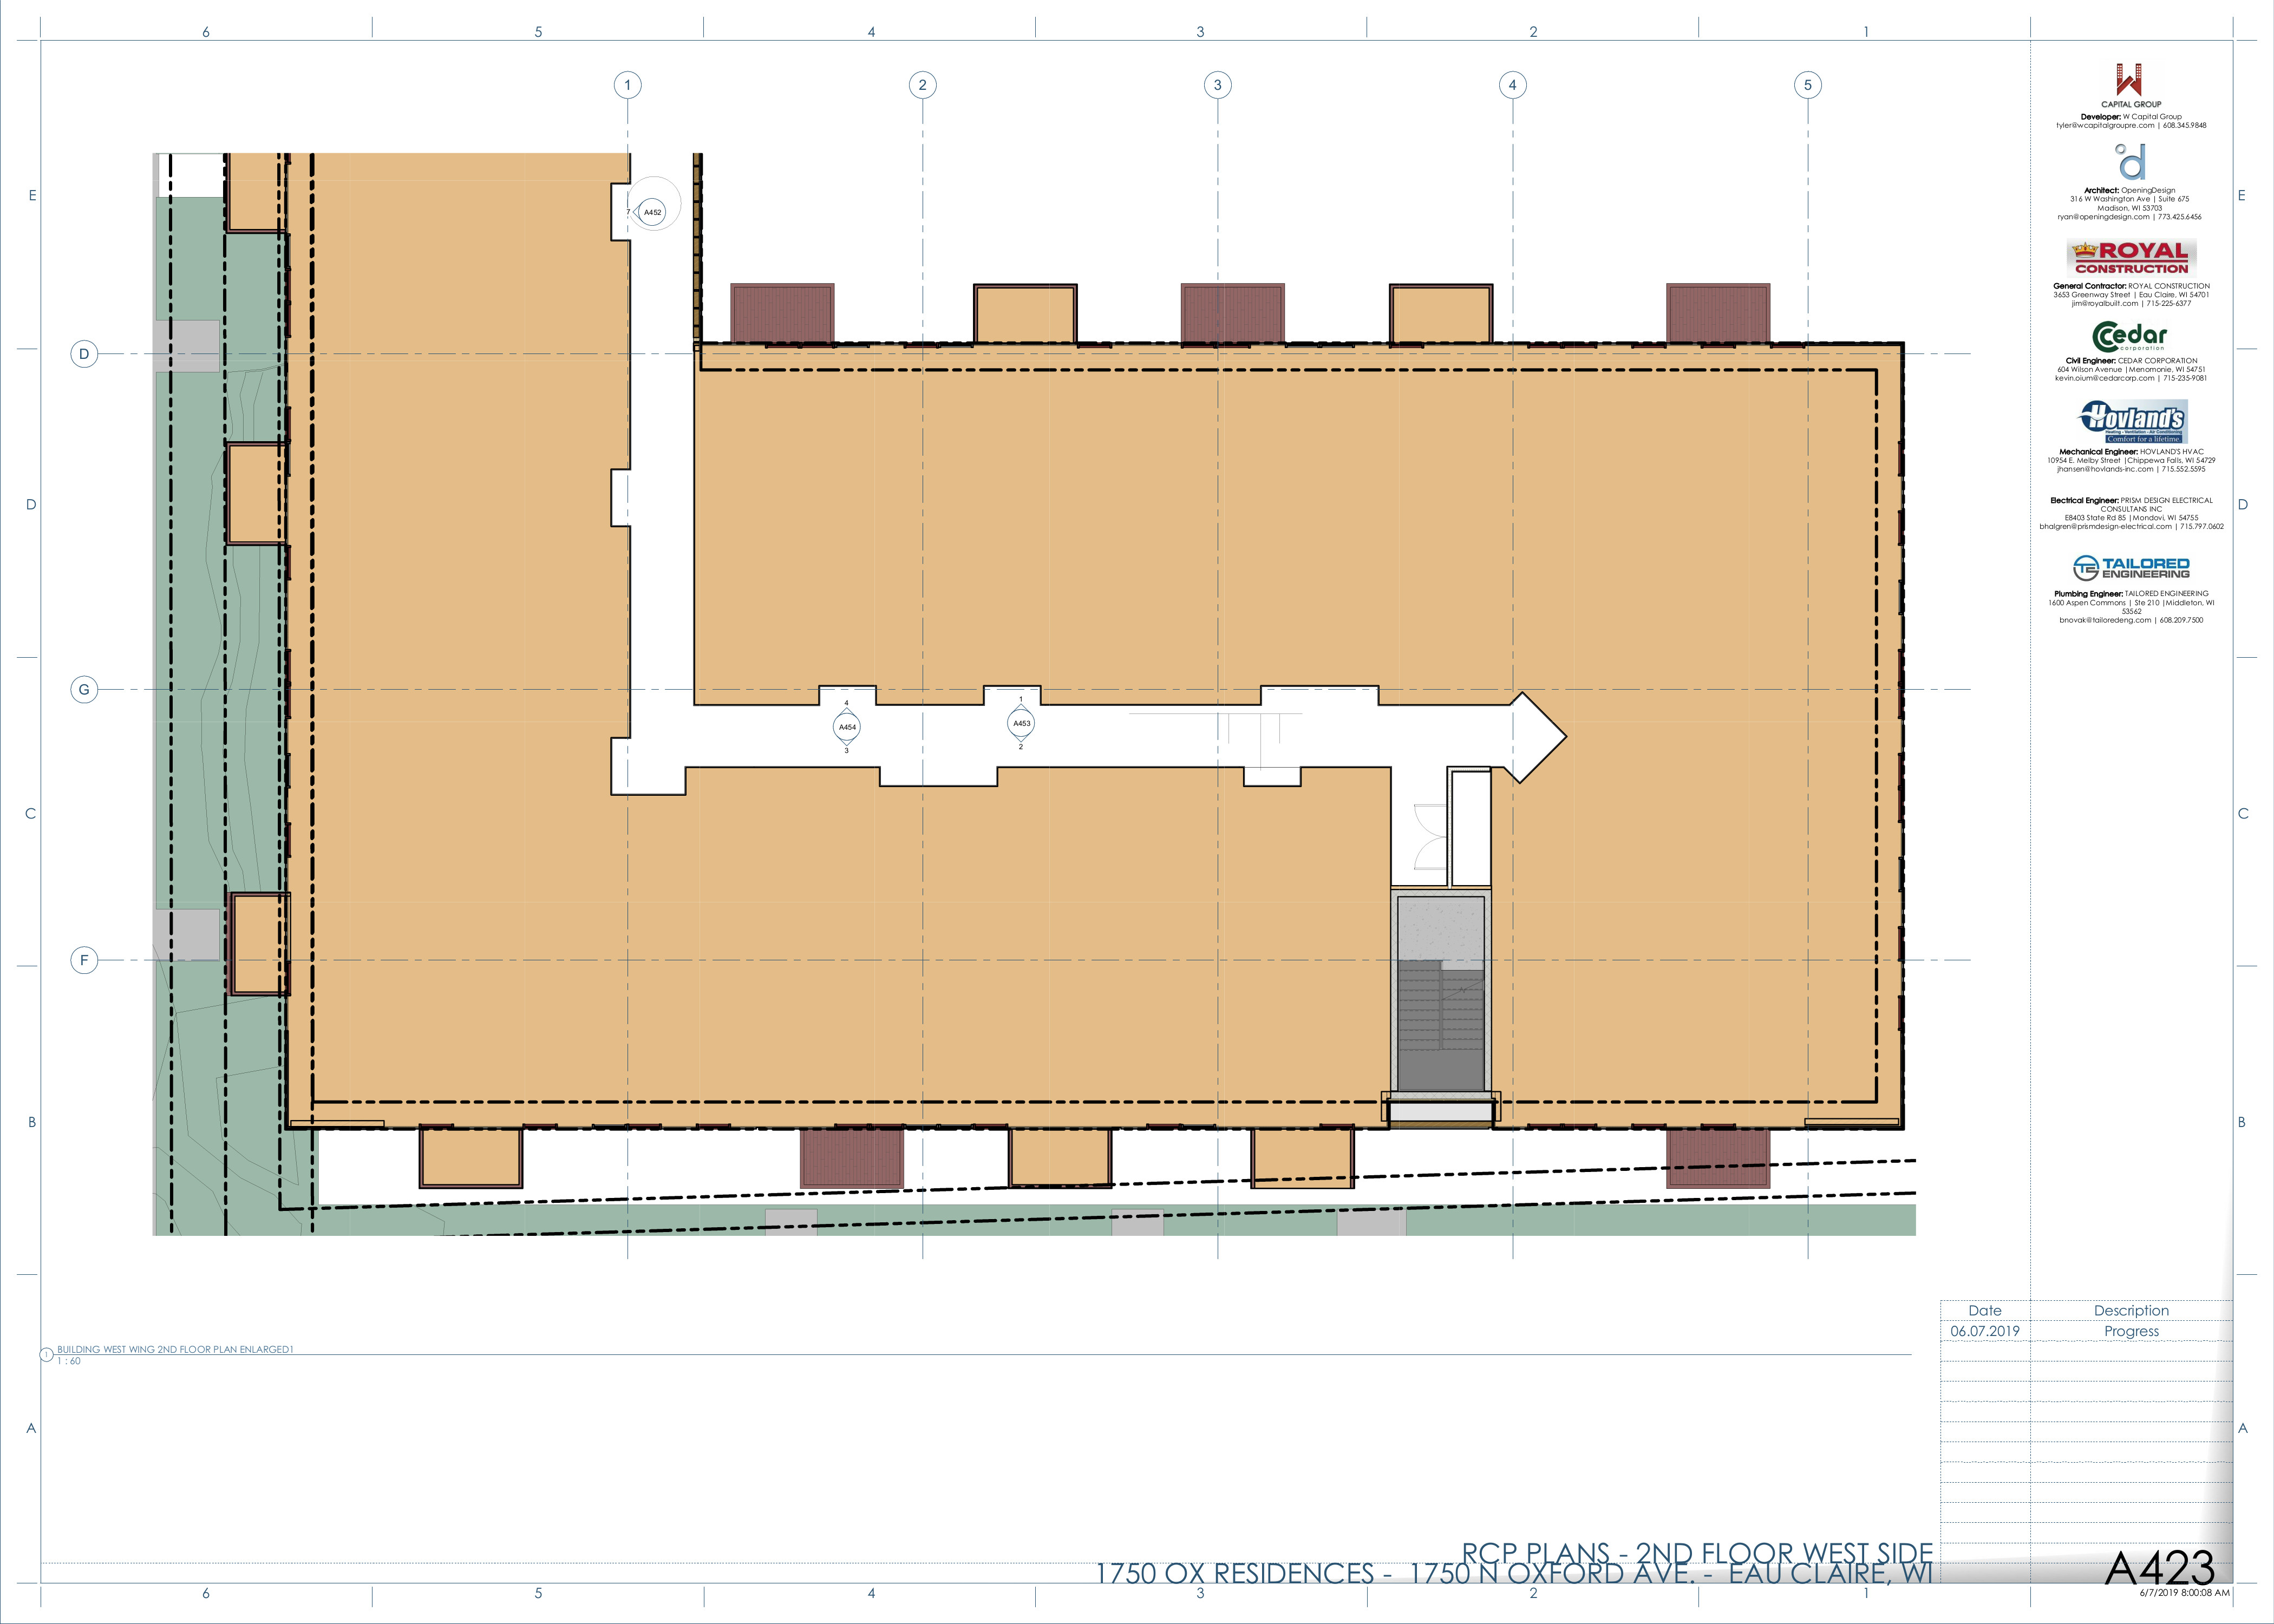 6 5 4 3 2 1
1 2 3 4 5
E
D
G
D
F
C
B
A
E
D
C
B
A
7 A452
4
A454
3
1
A453
2
CAPITAL GROUP
Developer: W Capital Group
tyler@wcapitalgroupre.com | 608.345.9848
d
Architect: OpeningDesign
316 W Washington Ave | Suite 675
Madison, WI 53703
ryan@openingdesign.com | 773.425.6456
ROYAL
CONSTRUCTION
General Contractor: ROYAL CONSTRUCTION
3653 Greenway Street | Eau Claire, WI 54701
jim@royalbuilt.com | 715-225-6377
Cedar
corporation
Civil Engineer: CEDAR CORPORATION
604 Wilson Avenue |Menomonie, WI 54751
kevin.oium@cedarcorp.com | 715-235-9081
Hovland's
Heating - Ventilation - Air Conditioning
Comfort for a lifetime.
Mechanical Engineer: HOVLAND'S HVAC
10954 E. Melby Street |Chippewa Falls, WI 54729
jhansen@hovlands-inc.com | 715.552.5595
Electrical Engineer: PRISM DESIGN ELECTRICAL
CONSULTANS INC
E8403 State Rd 85 |Mondovi, WI 54755
bhalgren@prismdesign-electrical.com | 715.797.0602
TE TAILORED
ENGINEERING
Plumbing Engineer: TAILORED ENGINEERING
1600 Aspen Commons | Ste 210 |Middleton, WI
53562
bnovak@tailoredeng.com | 608.209.7500
Date Description
06.07.2019 Progress
1 BUILDING WEST WING 2ND FLOOR PLAN ENLARGED1
1 : 60
RCP PLANS - 2ND FLOOR WEST SIDE
1750 OX RESIDENCES - 1750 N OXFORD AVE. - EAU CLAIRE, WI
A423
6/7/2019 8:00:08 AM
6 5 4 3 2 1